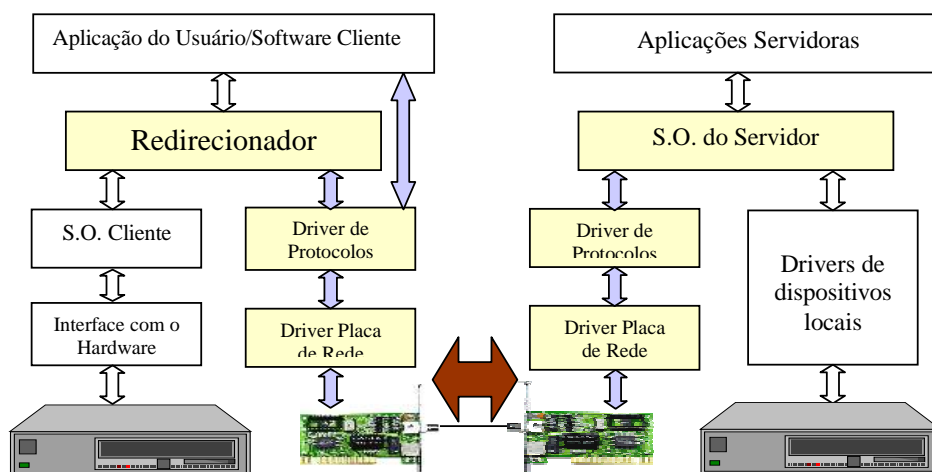 Aplicação do Usuário/Software Cliente
Aplicações Servidoras
Redirecionador
S.O. do Servidor
S.O. Cliente
Driver de
Protocolos
Driver de
Protocolos
Drivers de
dispositivos
locais
Interface com o
Hardware
Driver Placa
de Rede
Driver Placa
de Rede